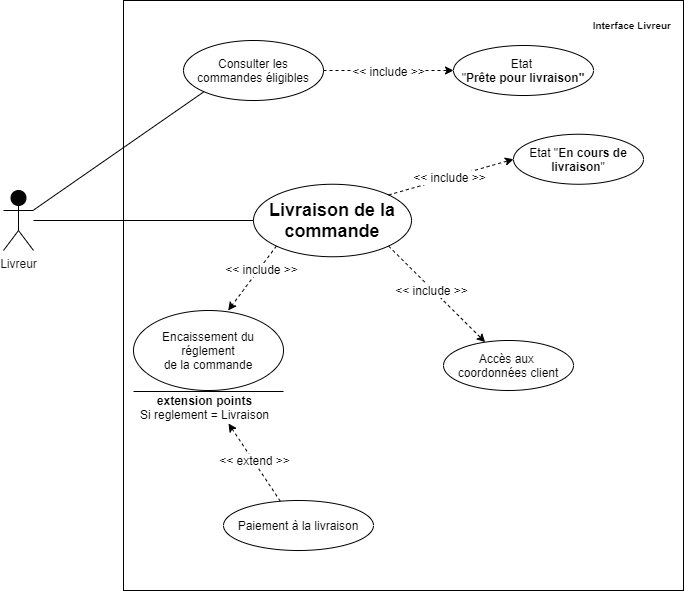 Interface Livreur
Consulter les
commandes éligibles
<< include >>
Etat
"Prête pour livraison"
Etat "En cours de
livraison"
<< include >>
Livraison de la
commande
Livreur
<< include >>
<< include >>
Encaissement du
réglement
de la commande
Accès aux
coordonnées client
extension points
Si reglement = Livraison
<< extend >>
Paiement à la livraison